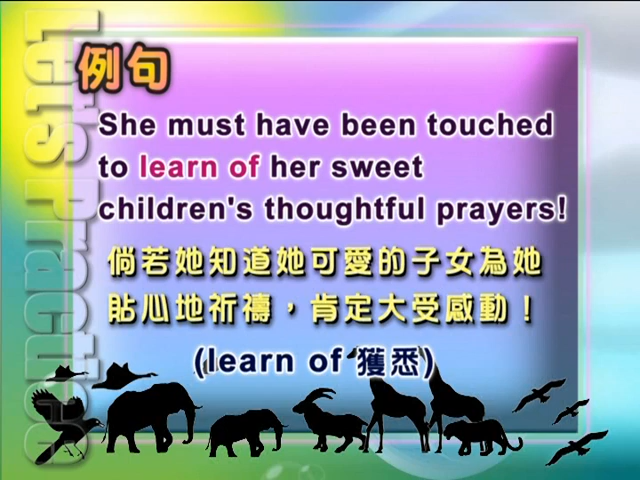 Let's Practice
例句
She must have been touched
to learn of her sweet
children's thoughtful prayers!
倘若她知道她可愛的子女為她
貼心地祈禱，肯定大受感動！
(learn of 獲悉)